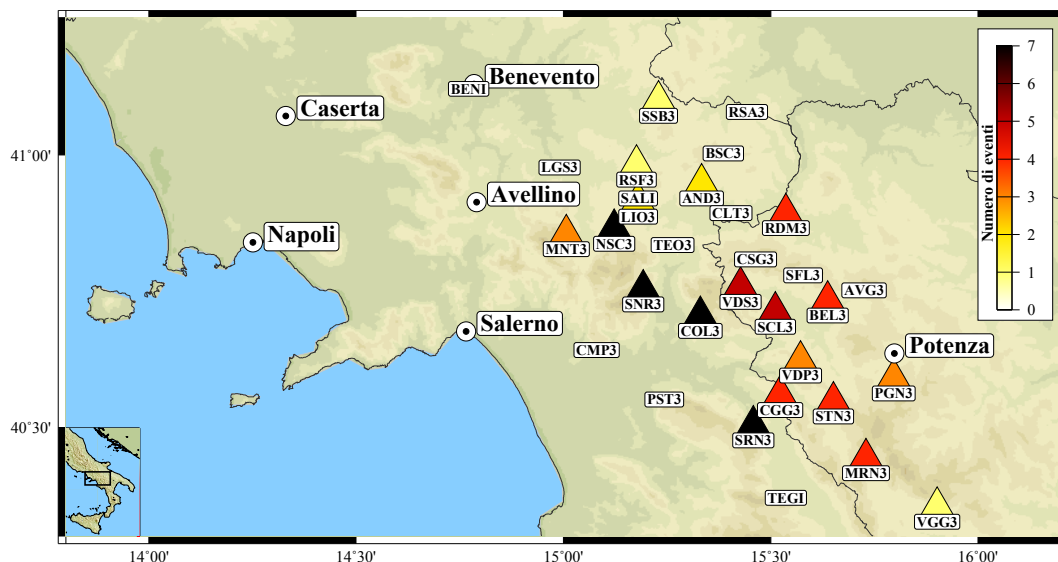 Benevento
BENI
Caserta
SSB3
RSA3
41°00'
BSC3
LGS3
RSF3
Avellino
SALI
AND3
LIO3
CLT3
RDM3
Napoli
MNT3
NSC3
TEO3
CSG3
SFL3
AVG3
SNR3
VDS3
BEL3
Salerno
COL3
SCL3
CMP3
Potenza
VDP3
PGN3
PST3
CGG3
STN3
40°30'
SRN3
MRN3
TEGI
VGG3
14°00'
14°30'
15°00'
15°30'
16°00'
Numero di eventi
7
6
5
4
3
2
1
0